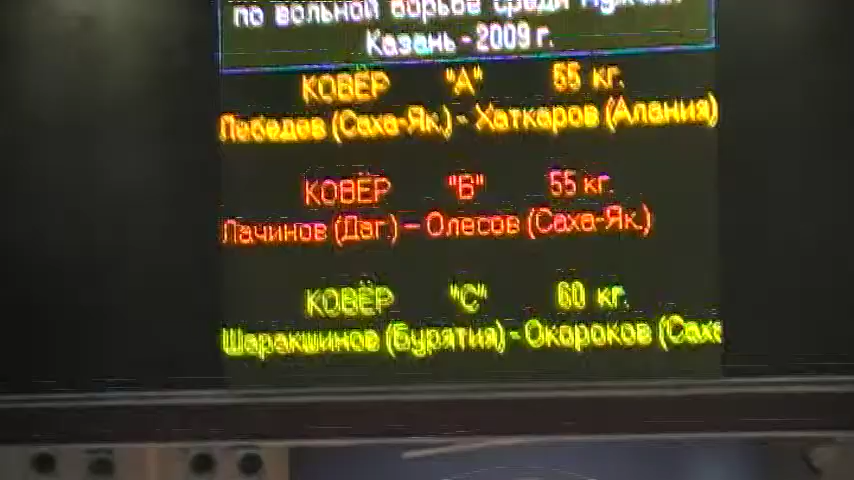 по вольной борьбе среди мужчин
Казань - 2009 г.
КОВЁР "А" 55 кг.
Лебедев (Саха-Як.) - Хаткаров (Алания)
КОВЁР "Б" 55 кг.
Лачинов (Даг.) – Олесов (Саха-Як.)
КОВЁР "С" 60 кг.
Шаракшинов (Бурятия) - Окороков (Саха